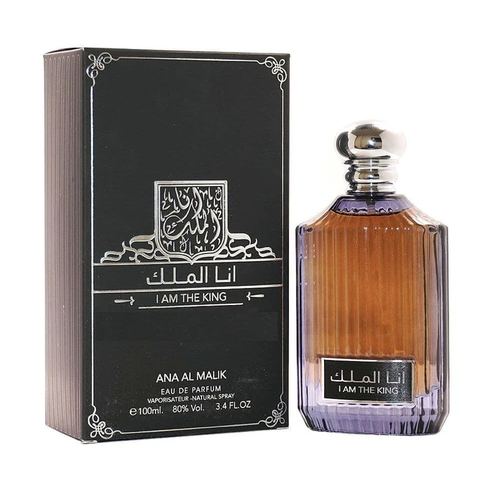 انا الملك
I AM THE KING
ANA AL MALIK
EAU DE PARFUM
VAPORISATEUR -NATURAL SPRAY
℮100ml. 80% Vol. 3.4 FL.OZ
انا الملك
I AM THE KING